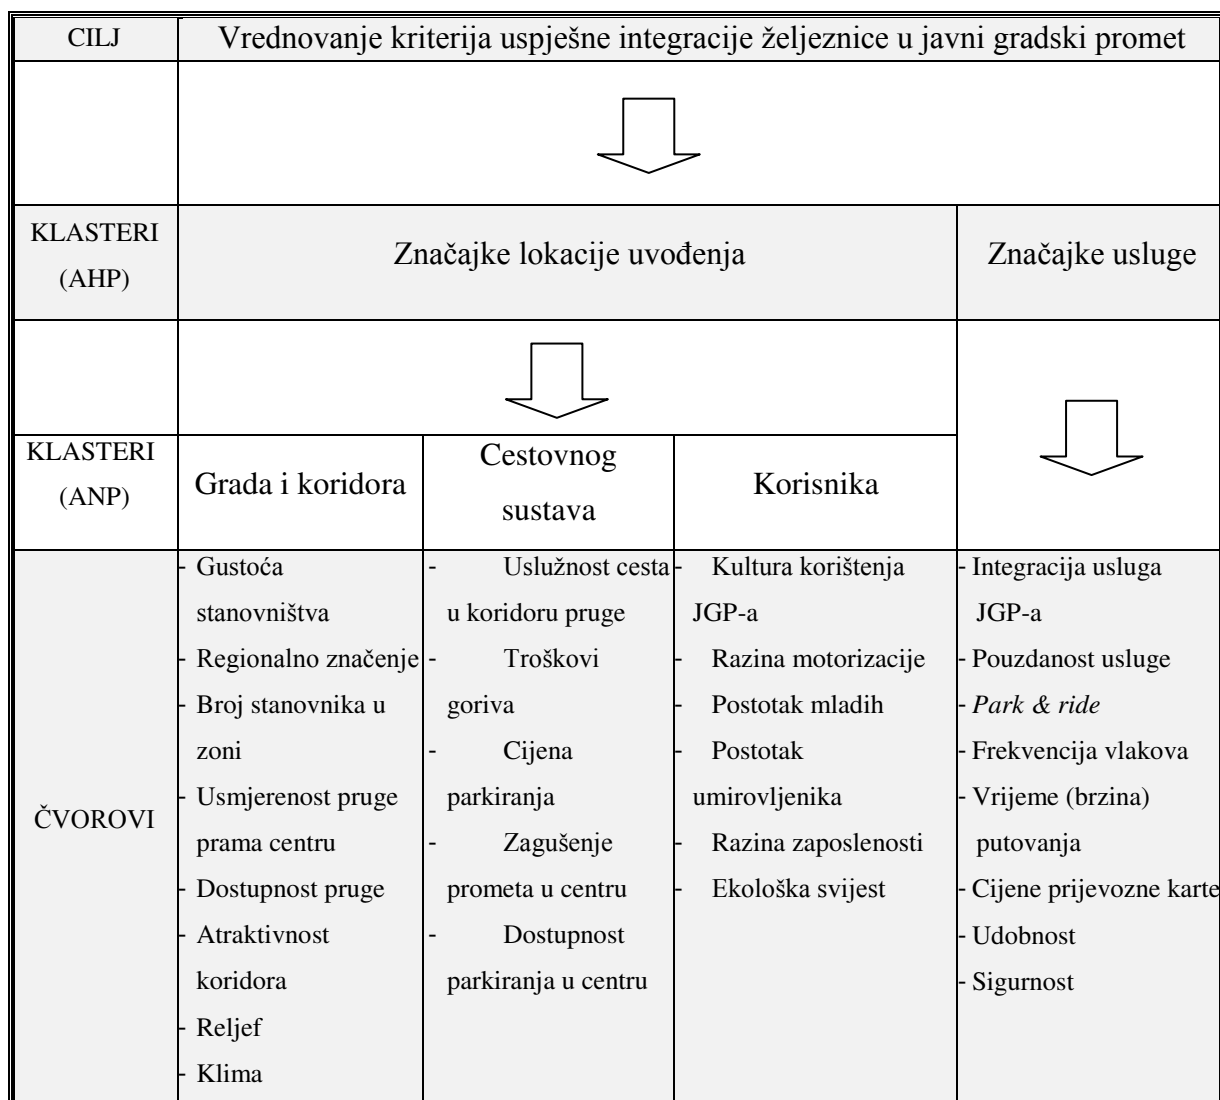 CILJ
Vrednovanje kriterija uspješne integracije željeznice u javni gradski promet
KLASTERI
(AHP)
Značajke lokacije uvođenja
Značajke usluge
KLASTERI
(ANP)
Grada i koridora
Cestovnog
sustava
Korisnika
ČVOROVI
- Gustoća
stanovništva
- Regionalno značenje
- Broj stanovnika u
zoni
- Usmjerenost pruge
prama centru
- Dostupnost pruge
- Atraktivnost
koridora
- Reljef
- Klima
- Uslužnost cesta
u koridoru pruge
- Troškovi
goriva
- Cijena
parkiranja
- Zagušenje
prometa u centru
- Dostupnost
parkiranja u centru
- Kultura korištenja
JGP-a
- Razina motorizacije
- Postotak mladih
- Postotak
umirovljenika
- Razina zaposlenosti
- Ekološka svijest
- Integracija usluga
JGP-a
- Pouzdanost usluge
- Park & ride
- Frekvencija vlakova
- Vrijeme (brzina)
putovanja
- Cijene prijevozne karte
- Udobnost
- Sigurnost